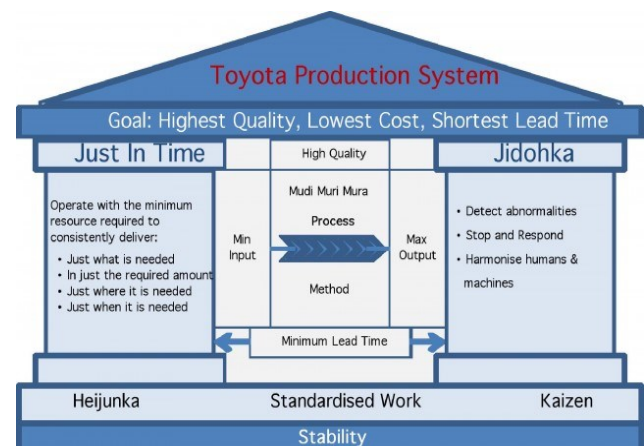 Toyota Production System
Goal: Highest Quality, Lowest Cost, Shortest Lead Time
Just In Time
Operate with the minimum
resource required to
consistently deliver:
• Just what is needed
• In just the required amount
• Just where it is needed
• Just when it is needed
High Quality
Mudi Muri Mura
Process
Min
Input
Max
Output
Method
Minimum Lead Time
Jidohka
• Detect abnormalities
• Stop and Respond
• Harmonise humans &
• machines
Heijunka
Standardised Work
Kaizen
Stability